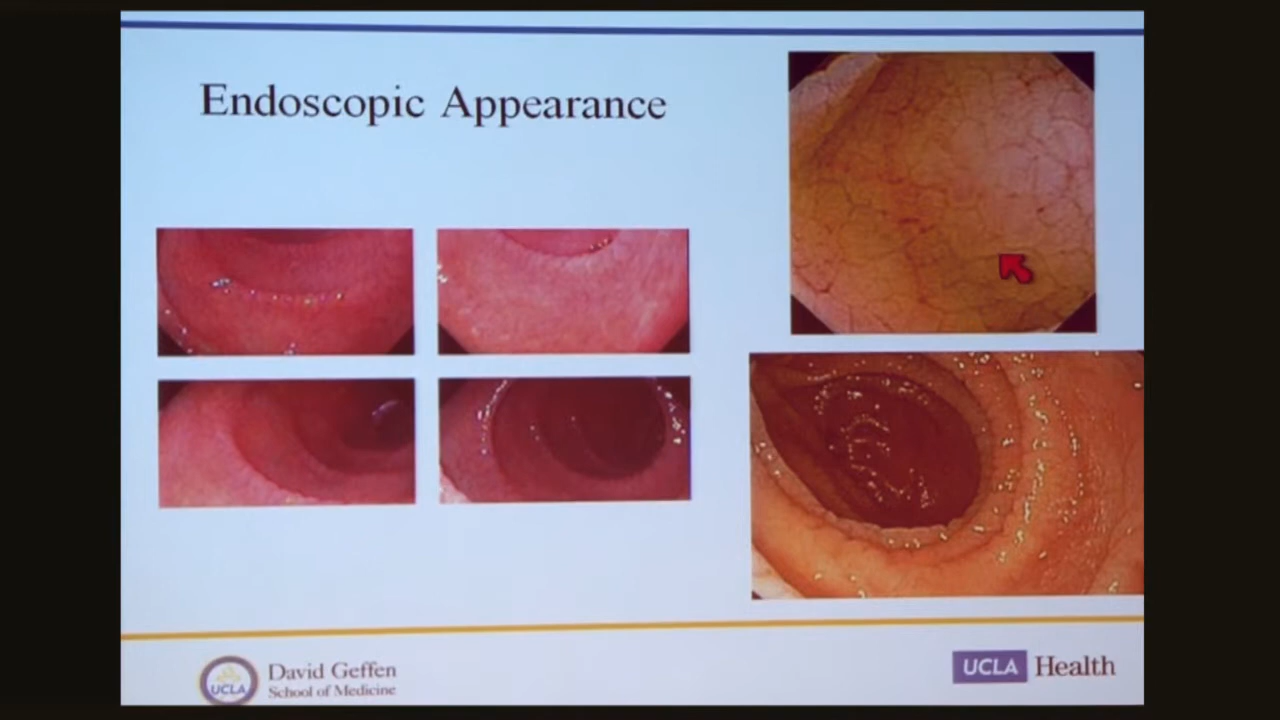 Endoscopic Appearance
UCLA
David Geffen
School of Medicine
UCLA Health